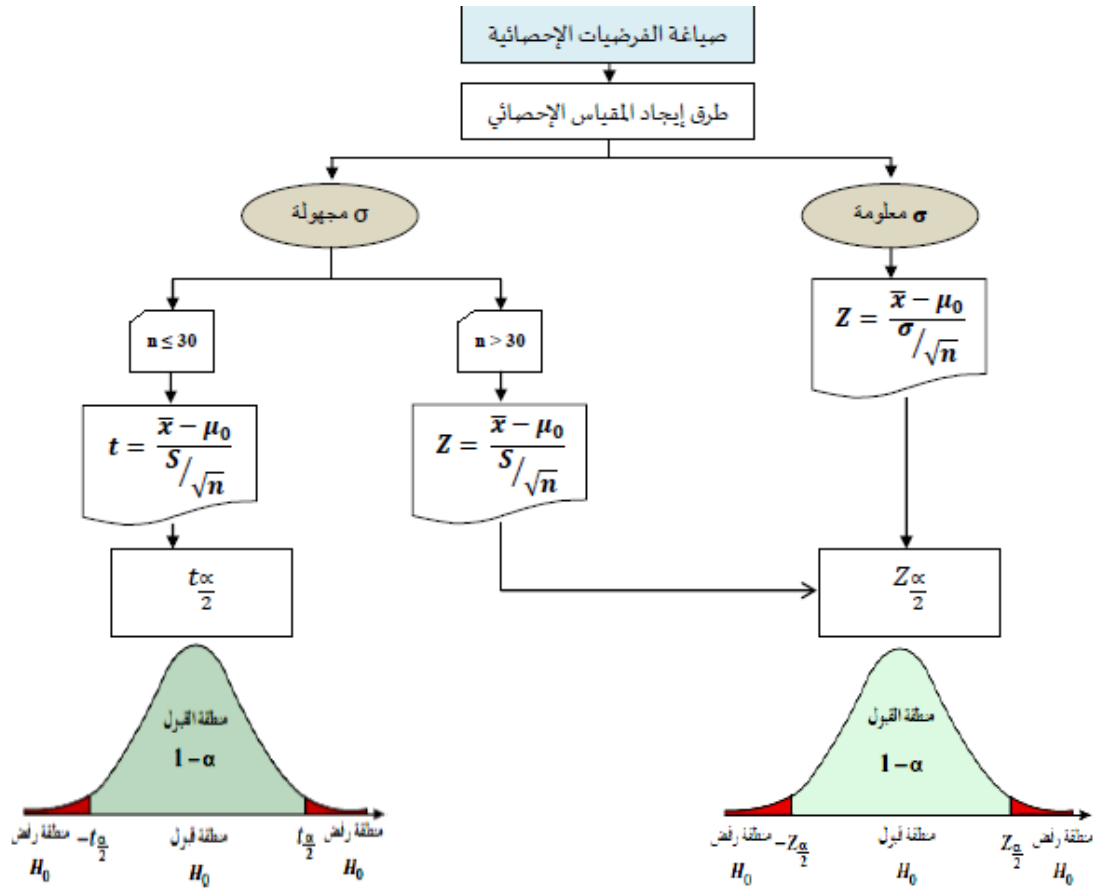 صياغة الفرضيات الإحصائية
طرق إيجاد المقياس الإحصائي
σ معلومة
σ مجهولة
Z = (x̄ − μ₀) / (σ/√n)
n ≤ 30
n > 30
t = (x̄ − μ₀) / (S/√n)
Z = (x̄ − μ₀) / (S/√n)
t∝/2
Z∝/2
منطقة القبول
1 − α
منطقة القبول
1 − α
منطقة رفض
H₀
−tα/2
منطقة قبول
H₀
tα/2
منطقة رفض
H₀
منطقة رفض
H₀
−Zα/2
منطقة قبول
H₀
Zα/2
منطقة رفض
H₀